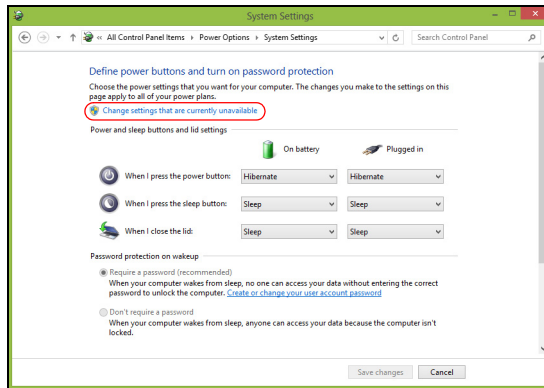 System Settings
« All Control Panel Items ▸ Power Options ▸ System Settings
Search Control Panel
Define power buttons and turn on password protection
Choose the power settings that you want for your computer. The changes you make to the settings on this
page apply to all of your power plans.
Change settings that are currently unavailable
Power and sleep buttons and lid settings
On battery Plugged in
When I press the power button: Hibernate Hibernate
When I press the sleep button: Sleep Sleep
When I close the lid: Sleep Sleep
Password protection on wakeup
Require a password (recommended)
When your computer wakes from sleep, no one can access your data without entering the correct
password to unlock the computer. Create or change your user account password
Don't require a password
When your computer wakes from sleep, anyone can access your data because the computer isn't
locked.
Save changes Cancel